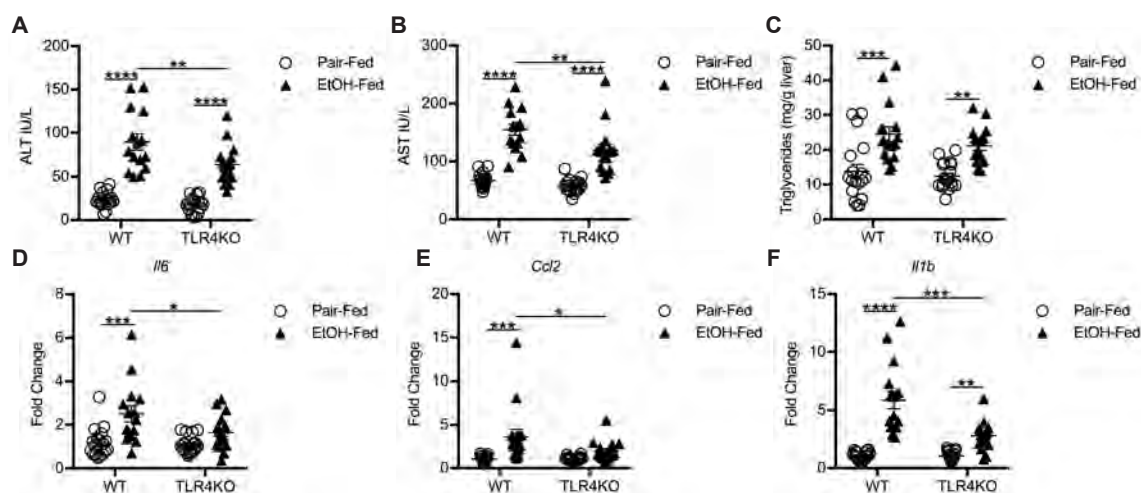 A
ALT IU/L
150
100
50
0
200
****
**
****
WT
TLR4KO
Pair-Fed
EtOH-Fed
B
AST IU/L
300
200
100
0
****
**
****
WT
TLR4KO
Pair-Fed
EtOH-Fed
C
Triglycerides (mg/g liver)
50
40
30
20
10
0
***
**
WT
TLR4KO
Pair-Fed
EtOH-Fed
D
Il6
Fold Change
8
6
4
2
0
***
*
WT
TLR4KO
Pair-Fed
EtOH-Fed
E
Ccl2
Fold Change
20
15
10
5
0
***
*
WT
TLR4KO
Pair-Fed
EtOH-Fed
F
Il1b
Fold Change
15
10
5
0
****
***
**
WT
TLR4KO
Pair-Fed
EtOH-Fed